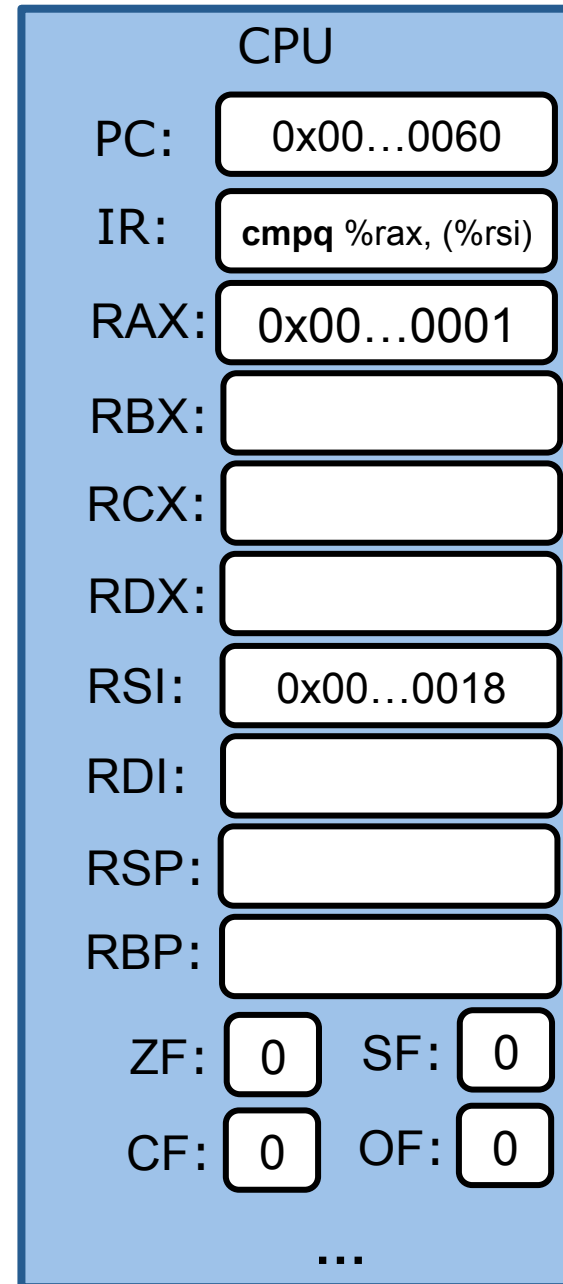 CPU
PC: 0x00…0060
IR: cmpq %rax, (%rsi)
RAX: 0x00…0001
RBX:
RCX:
RDX:
RSI: 0x00…0018
RDI:
RSP:
RBP:
ZF: 0 SF: 0
CF: 0 OF: 0
…